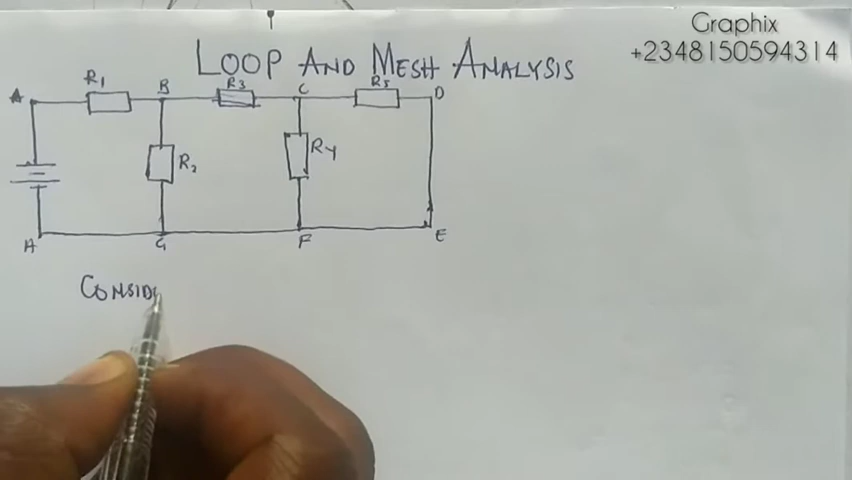 Graphix
+2348150594314
LOOP AND MESH ANALYSIS
A R1 B R3 C R5 D
R2 R4
A G F E
CONSID